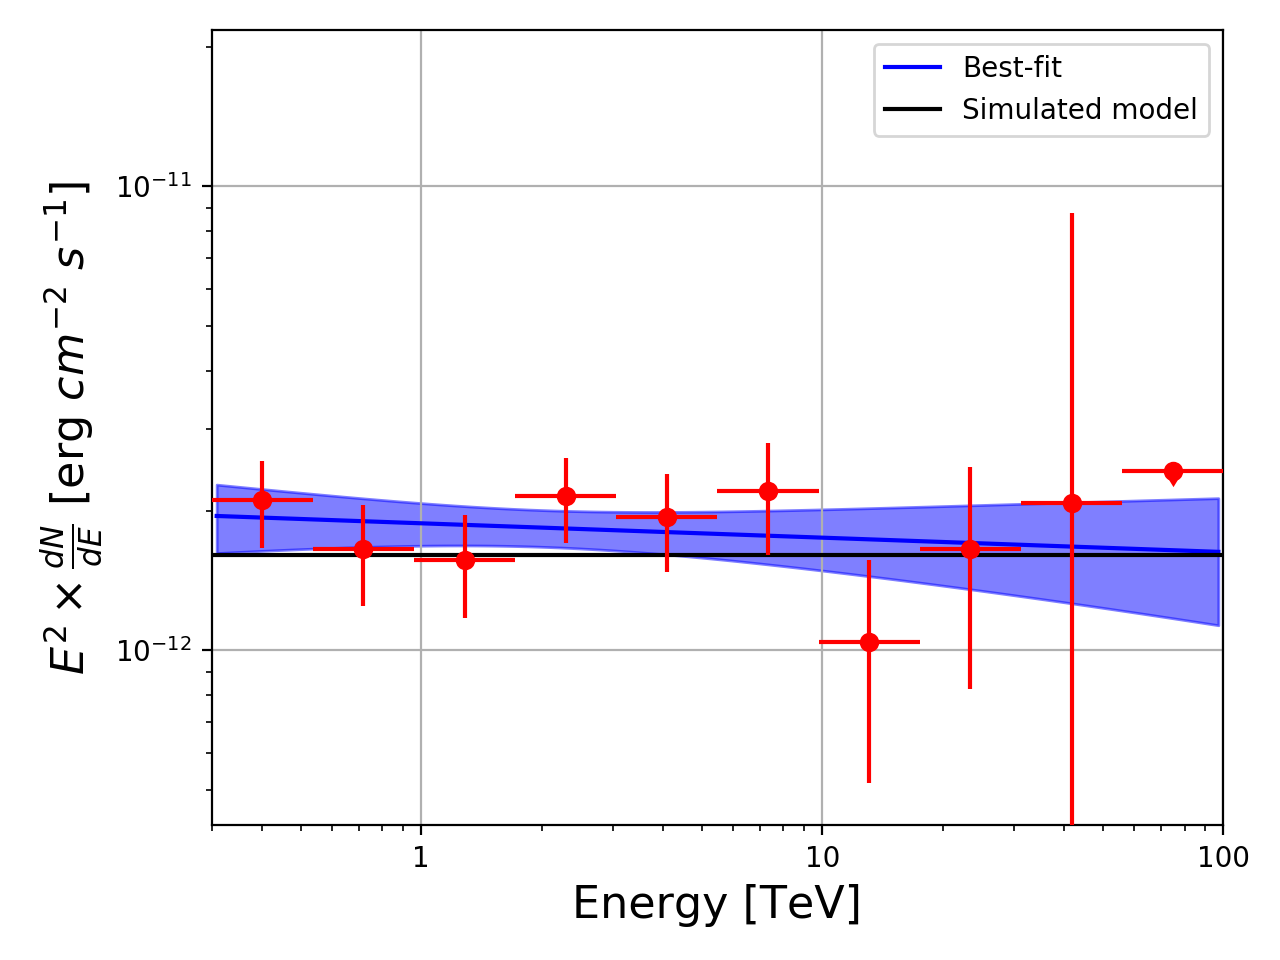 Best-fit
Simulated model
10⁻¹¹
10⁻¹²
E² × dN/dE [erg cm⁻² s⁻¹]
1
10
100
Energy [TeV]